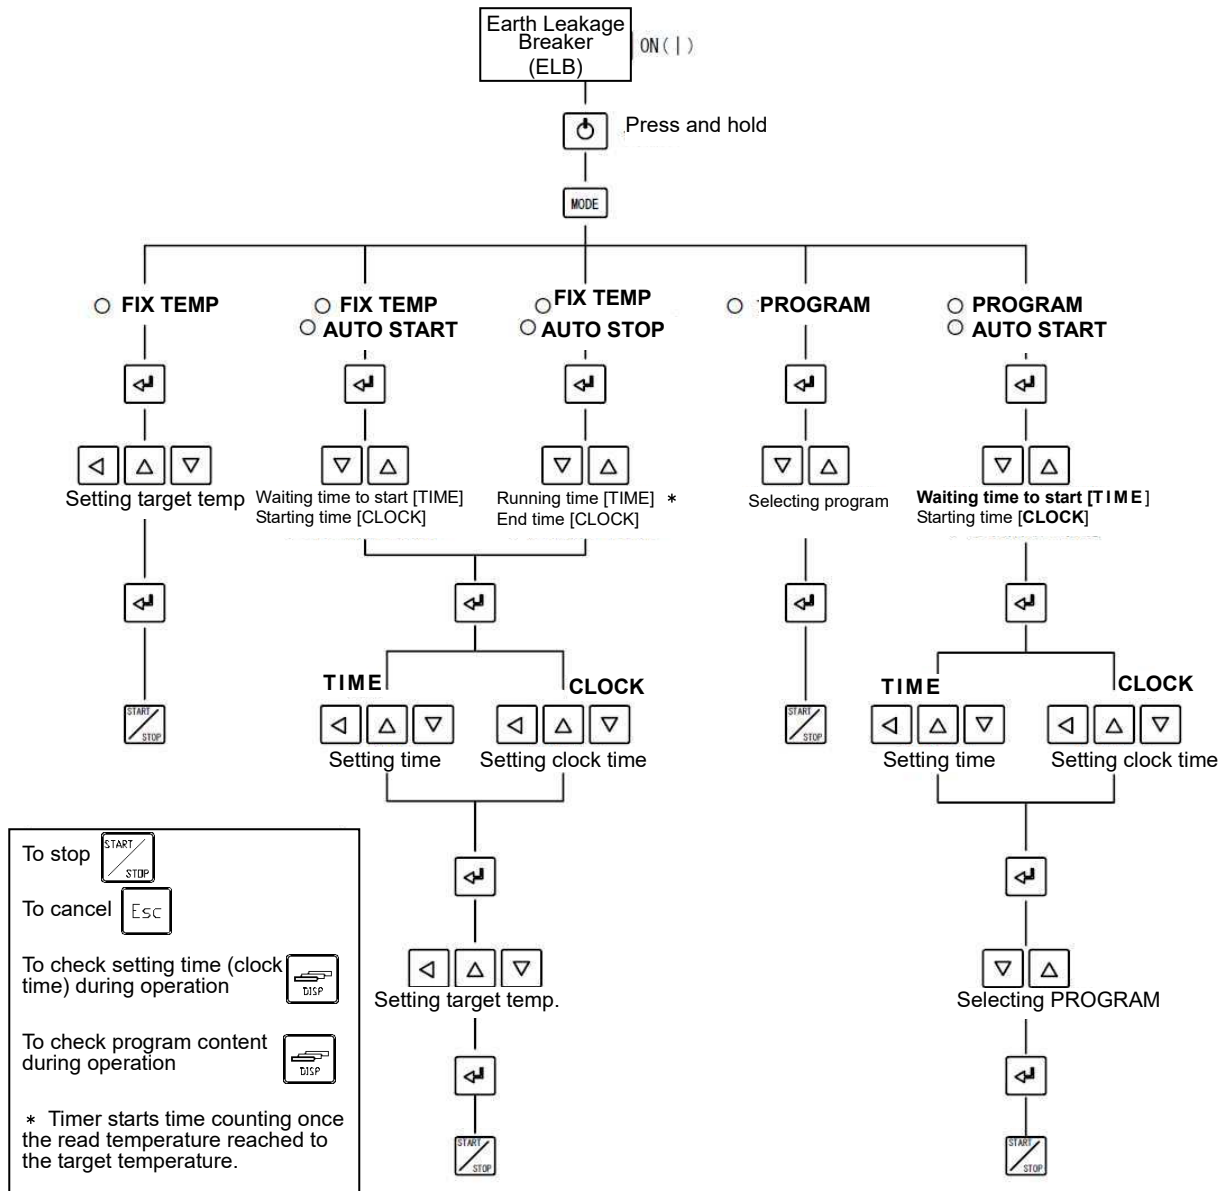 Earth Leakage
Breaker
(ELB)
ON(|)
Press and hold
MODE
FIX TEMP
FIX TEMP
AUTO START
FIX TEMP
AUTO STOP
PROGRAM
PROGRAM
AUTO START
Setting target temp
Waiting time to start [TIME]
Starting time [CLOCK]
Running time [TIME] *
End time [CLOCK]
Selecting program
Waiting time to start [TIME]
Starting time [CLOCK]
TIME
CLOCK
Setting time
Setting clock time
START
STOP
START
STOP
TIME
CLOCK
Setting time
Setting clock time
Setting target temp.
START
STOP
Selecting PROGRAM
START
STOP
To stop START STOP
To cancel Esc
To check setting time (clock
time) during operation
DISP
To check program content
during operation
DISP
* Timer starts time counting once
the read temperature reached to
the target temperature.